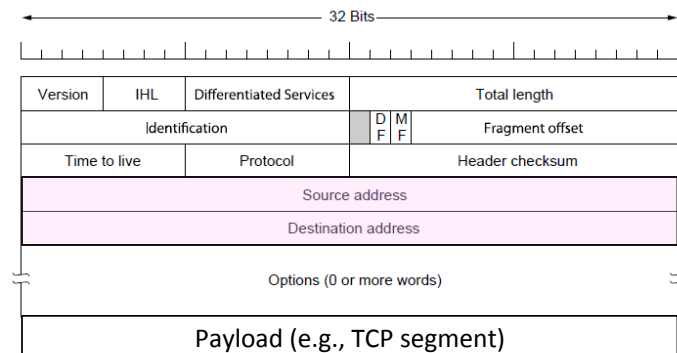 32 Bits
Version IHL Differentiated Services Total length
Identification D F M F Fragment offset
Time to live Protocol Header checksum
Source address
Destination address
Options (0 or more words)
Payload (e.g., TCP segment)